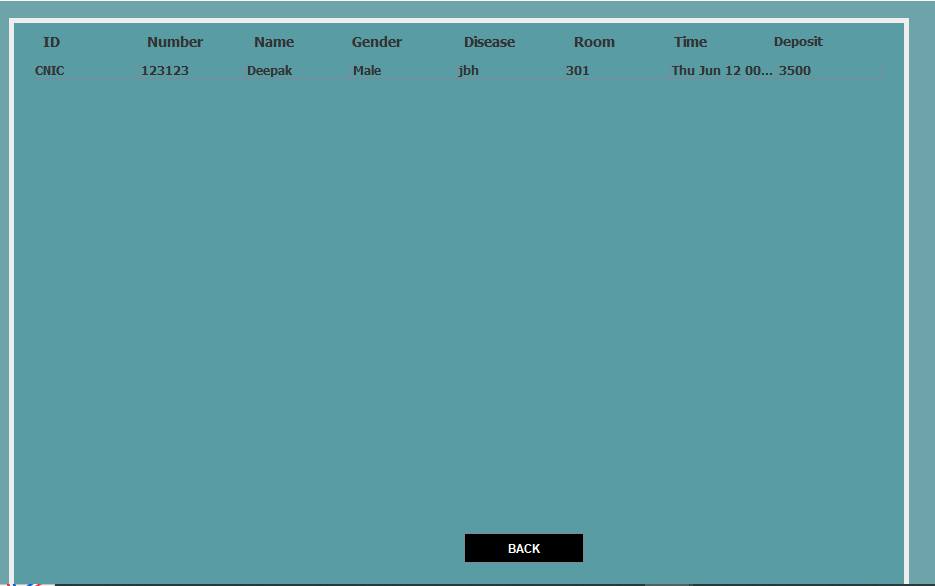 ID Number Name Gender Disease Room Time Deposit
CNIC 123123 Deepak Male jbh 301 Thu Jun 12 00... 3500
BACK